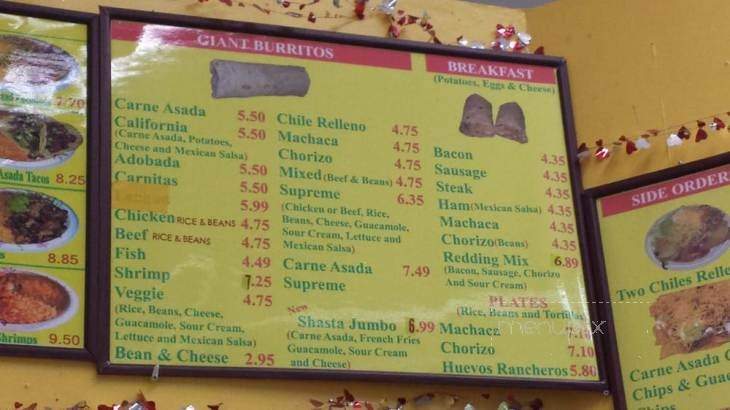 7.70
Asada Tacos 8.25
8.85
Shrimps 9.50
GIANT BURRITOS
Carne Asada 5.50
California 5.50
(Carne Asada, Potatoes,
Cheese and Mexican Salsa)
Adobada 5.50
Carnitas 5.50
5.99
Chicken RICE & BEANS 4.75
Beef RICE & BEANS 4.75
Fish 4.49
Shrimp 7.25
Veggie 4.75
(Rice, Beans, Cheese,
Guacamole, Sour Cream,
Lettuce and Mexican Salsa)
Bean & Cheese 2.95
Chile Relleno 4.75
Machaca 4.75
Chorizo 4.75
Mixed (Beef & Beans) 4.75
Supreme 6.35
(Chicken or Beef, Rice,
Beans, Cheese, Guacamole,
Sour Cream, Lettuce and
Mexican Salsa)
Carne Asada 7.49
Supreme
New
Shasta Jumbo 6.99
(Carne Asada, French Fries
Guacamole, Sour Cream
and Cheese)
BREAKFAST
(Potatoes, Eggs & Cheese)
Bacon 4.35
Sausage 4.35
Steak 4.35
Ham (Mexican Salsa) 4.35
Machaca 4.35
Chorizo (Beans) 4.35
Redding Mix 6.89
(Bacon, Sausage, Chorizo
And Sour Cream)
PLATES
(Rice, Beans and Tortillas)
Machaca 7.10
Chorizo 7.10
Huevos Rancheros 5.80
SIDE ORDER
Two Chiles Relle
Carne Asada
Chips & Gua
Chips